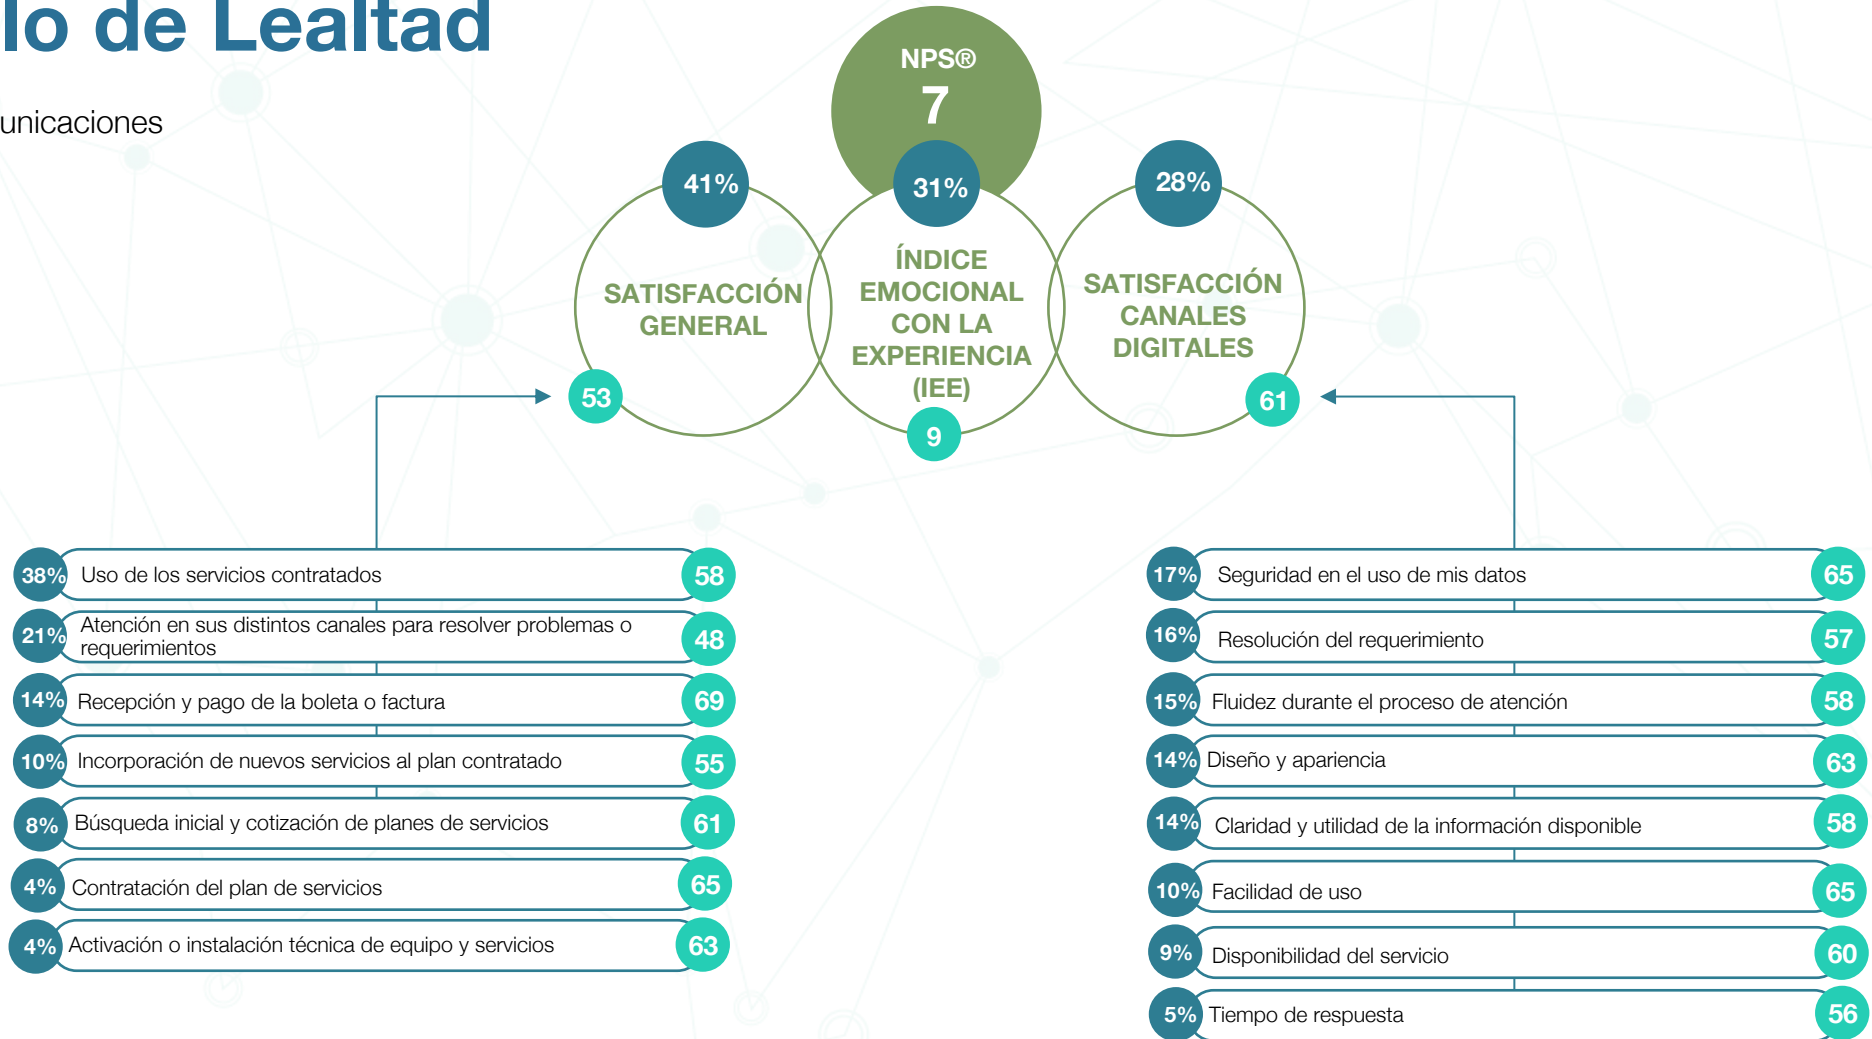 lo de Lealtad
unicaciones
NPS®
7
41%
31%
28%
SATISFACCIÓN
GENERAL
ÍNDICE
EMOCIONAL
CON LA
EXPERIENCIA
(IEE)
SATISFACCIÓN
CANALES
DIGITALES
53
9
61
38% Uso de los servicios contratados 58
21% Atención en sus distintos canales para resolver problemas o
requerimientos 48
14% Recepción y pago de la boleta o factura 69
10% Incorporación de nuevos servicios al plan contratado 55
8% Búsqueda inicial y cotización de planes de servicios 61
4% Contratación del plan de servicios 65
4% Activación o instalación técnica de equipo y servicios 63
17% Seguridad en el uso de mis datos 65
16% Resolución del requerimiento 57
15% Fluidez durante el proceso de atención 58
14% Diseño y apariencia 63
14% Claridad y utilidad de la información disponible 58
10% Facilidad de uso 65
9% Disponibilidad del servicio 60
5% Tiempo de respuesta 56